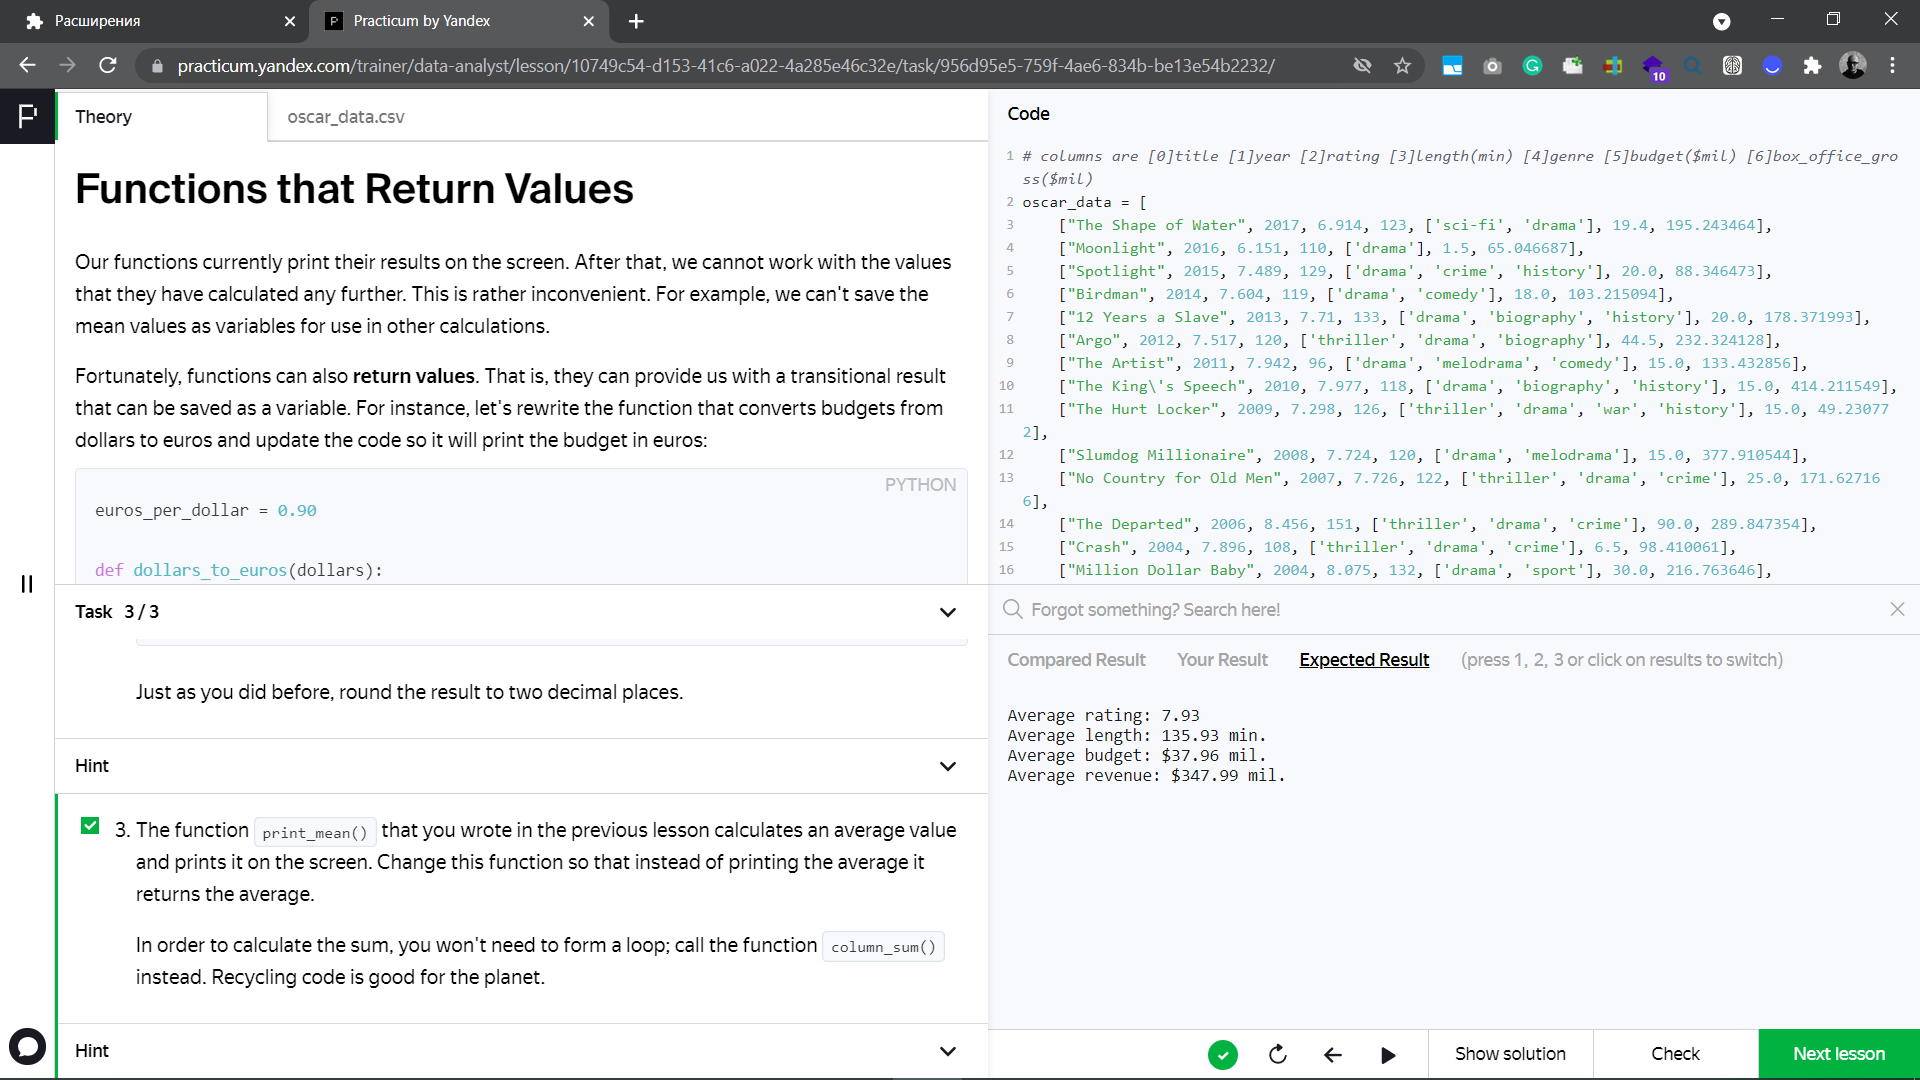 Расширения
Practicum by Yandex
practicum.yandex.com/trainer/data-analyst/lesson/10749c54-d153-41c6-a022-4a285e46c32e/task/956d95e5-759f-4ae6-834b-be13e54b2232/
10
Theory
oscar_data.csv
Functions that Return Values
Our functions currently print their results on the screen. After that, we cannot work with the values
that they have calculated any further. This is rather inconvenient. For example, we can't save the
mean values as variables for use in other calculations.
Fortunately, functions can also return values. That is, they can provide us with a transitional result
that can be saved as a variable. For instance, let's rewrite the function that converts budgets from
dollars to euros and update the code so it will print the budget in euros:
PYTHON
euros_per_dollar = 0.90
def dollars_to_euros(dollars):
Task 3 / 3
Just as you did before, round the result to two decimal places.
Hint
3. The function print_mean() that you wrote in the previous lesson calculates an average value
and prints it on the screen. Change this function so that instead of printing the average it
returns the average.
In order to calculate the sum, you won't need to form a loop; call the function column_sum()
instead. Recycling code is good for the planet.
Hint
Code
1 # columns are [0]title [1]year [2]rating [3]length(min) [4]genre [5]budget($mil) [6]box_office_gro
ss($mil)
2 oscar_data = [
3 ["The Shape of Water", 2017, 6.914, 123, ['sci-fi', 'drama'], 19.4, 195.243464],
4 ["Moonlight", 2016, 6.151, 110, ['drama'], 1.5, 65.046687],
5 ["Spotlight", 2015, 7.489, 129, ['drama', 'crime', 'history'], 20.0, 88.346473],
6 ["Birdman", 2014, 7.604, 119, ['drama', 'comedy'], 18.0, 103.215094],
7 ["12 Years a Slave", 2013, 7.71, 133, ['drama', 'biography', 'history'], 20.0, 178.371993],
8 ["Argo", 2012, 7.517, 120, ['thriller', 'drama', 'biography'], 44.5, 232.324128],
9 ["The Artist", 2011, 7.942, 96, ['drama', 'melodrama', 'comedy'], 15.0, 133.432856],
10 ["The King\'s Speech", 2010, 7.977, 118, ['drama', 'biography', 'history'], 15.0, 414.211549],
11 ["The Hurt Locker", 2009, 7.298, 126, ['thriller', 'drama', 'war', 'history'], 15.0, 49.23077
2],
12 ["Slumdog Millionaire", 2008, 7.724, 120, ['drama', 'melodrama'], 15.0, 377.910544],
13 ["No Country for Old Men", 2007, 7.726, 122, ['thriller', 'drama', 'crime'], 25.0, 171.62716
6],
14 ["The Departed", 2006, 8.456, 151, ['thriller', 'drama', 'crime'], 90.0, 289.847354],
15 ["Crash", 2004, 7.896, 108, ['thriller', 'drama', 'crime'], 6.5, 98.410061],
16 ["Million Dollar Baby", 2004, 8.075, 132, ['drama', 'sport'], 30.0, 216.763646],
Forgot something? Search here!
Compared Result Your Result Expected Result (press 1, 2, 3 or click on results to switch)
Average rating: 7.93
Average length: 135.93 min.
Average budget: $37.96 mil.
Average revenue: $347.99 mil.
Show solution
Check
Next lesson